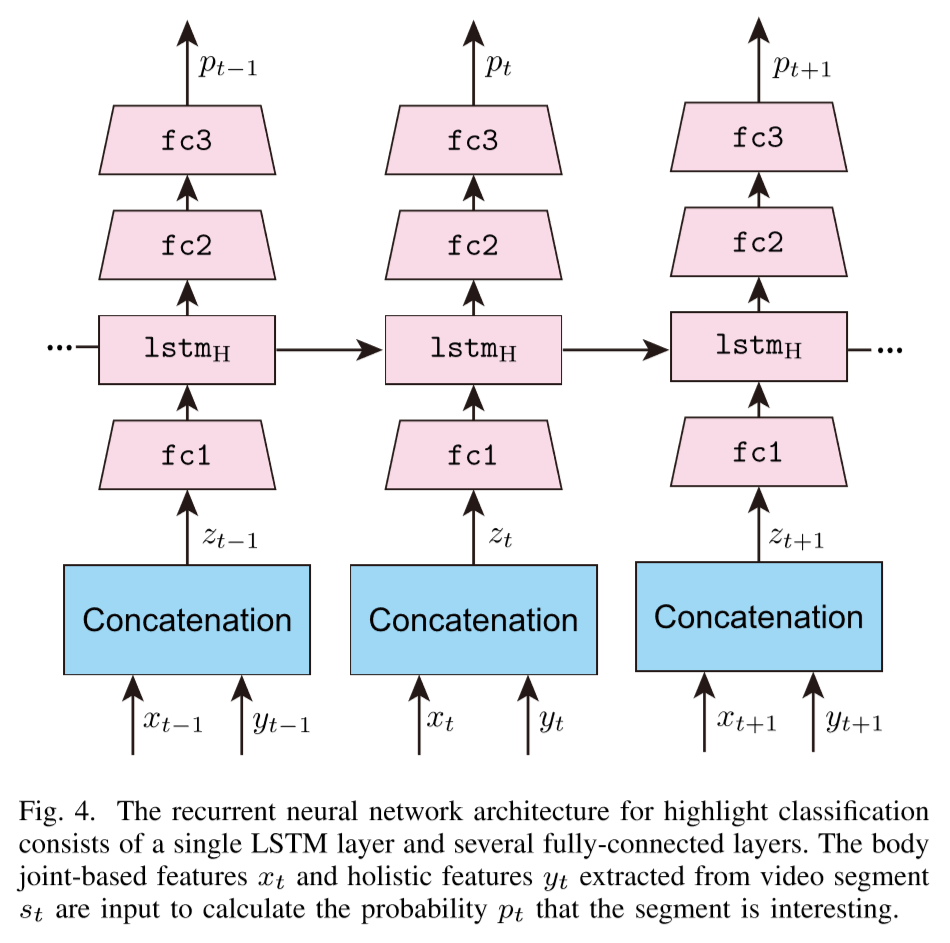 p_{t−1} p_t p_{t+1}
fc3 fc3 fc3
fc2 fc2 fc2
... lstm_H lstm_H lstm_H ...
fc1 fc1 fc1
z_{t−1} z_t z_{t+1}
Concatenation Concatenation Concatenation
x_{t−1} y_{t−1} x_t y_t x_{t+1} y_{t+1}
Fig. 4. The recurrent neural network architecture for highlight classification
consists of a single LSTM layer and several fully-connected layers. The body
joint-based features x_t and holistic features y_t extracted from video segment
s_t are input to calculate the probability p_t that the segment is interesting.